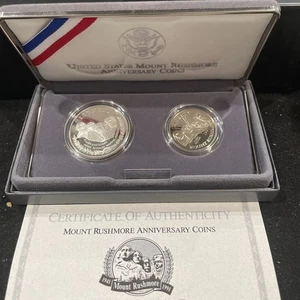 UNITED STATES MOUNT RUSHMORE
ANNIVERSARY COINS
CERTIFICATE OF AUTHENTICITY
MOUNT RUSHMORE ANNIVERSARY COINS
1941 1991
Mount Rushmore